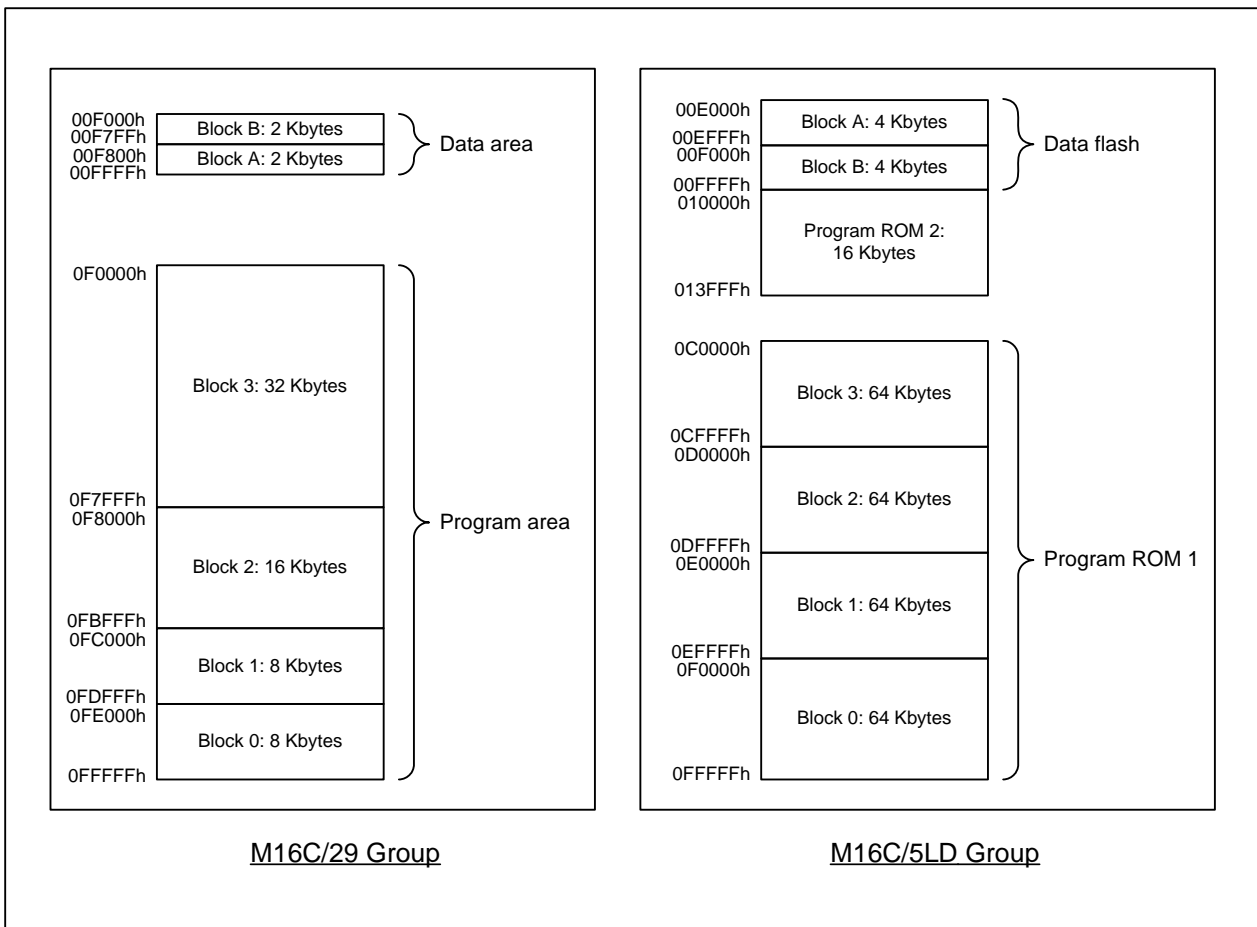 00F000h
00F7FFh
00F800h
00FFFFh
Block B: 2 Kbytes
Block A: 2 Kbytes
Data area
0F0000h
Block 3: 32 Kbytes
0F7FFFh
0F8000h
Program area
Block 2: 16 Kbytes
0FBFFFh
0FC000h
Block 1: 8 Kbytes
0FDFFFh
0FE000h
Block 0: 8 Kbytes
0FFFFFh
M16C/29 Group
00E000h
Block A: 4 Kbytes
00EFFFh
00F000h
Data flash
Block B: 4 Kbytes
00FFFFh
010000h
Program ROM 2:
16 Kbytes
013FFFh
0C0000h
Block 3: 64 Kbytes
0CFFFFh
0D0000h
Block 2: 64 Kbytes
0DFFFFh
0E0000h
Program ROM 1
Block 1: 64 Kbytes
0EFFFFh
0F0000h
Block 0: 64 Kbytes
0FFFFFh
M16C/5LD Group